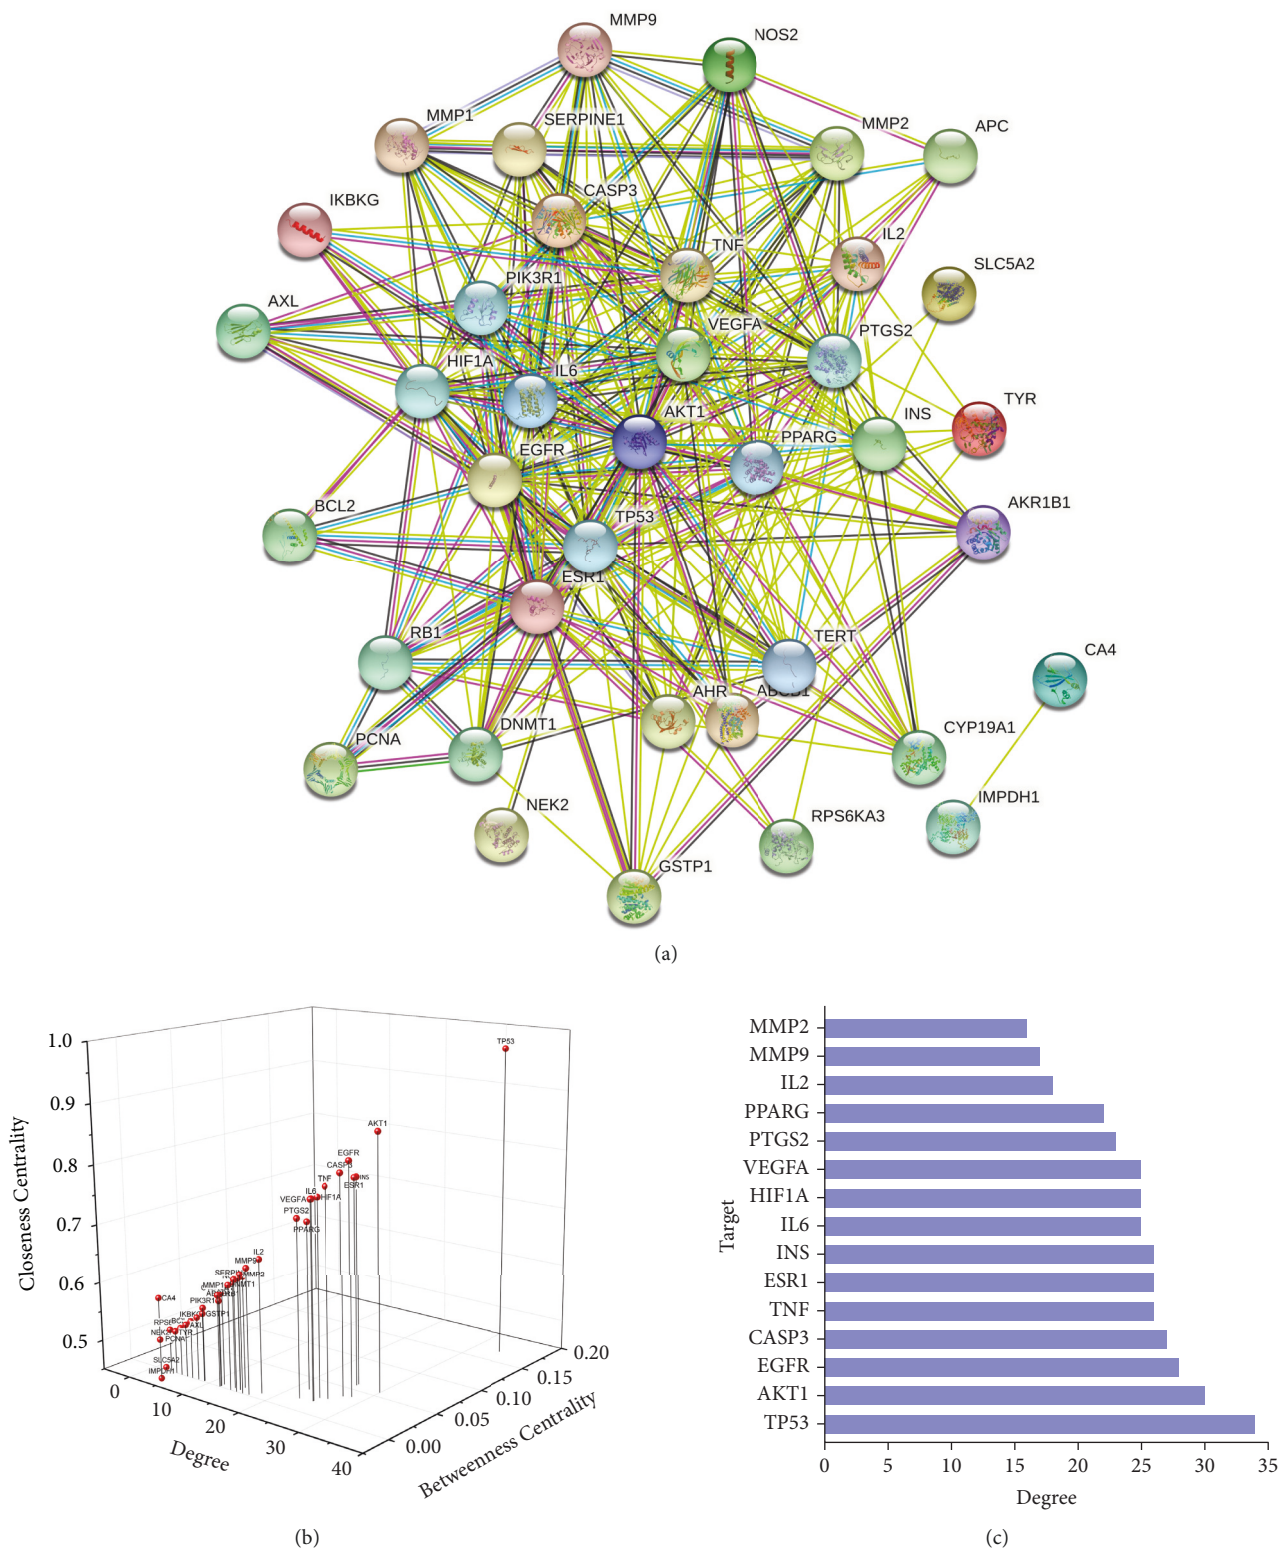 MMP9
NOS2
MMP1
SERPINE1
MMP2
APC
CASP3
IKBKG
IL2
TNF
SLC5A2
PIK3R1
AXL
VEGFA
PTGS2
HIF1A
IL6
TYR
AKT1
INS
PPARG
EGFR
BCL2
AKR1B1
TP53
ESR1
RB1
TERT
CA4
AHR
DNMT1
CYP19A1
PCNA
IMPDH1
NEK2
RPS6KA3
GSTP1
(a)
1.0
0.9
0.8
0.7
0.6
0.5
Closeness Centrality
TP53
AKT1
EGFR
CASP3
INS
ESR1
TNF
IL6
VEGFA
HIF1A
PTGS2
PPARG
IL2
MMP9
MMP2
DNMT1
MMP1
PIK3R1
CA4
IKBKG
GSTP1
AXL
TYR
NEK2
PCNA
SLC5A2
IMPDH1
0
10
20
30
40
Degree
0.00
0.05
0.10
0.15
0.20
Betweenness Centrality
(b)
MMP2
MMP9
IL2
PPARG
PTGS2
VEGFA
HIF1A
IL6
INS
ESR1
TNF
CASP3
EGFR
AKT1
TP53
Target
0 5 10 15 20 25 30 35
Degree
(c)